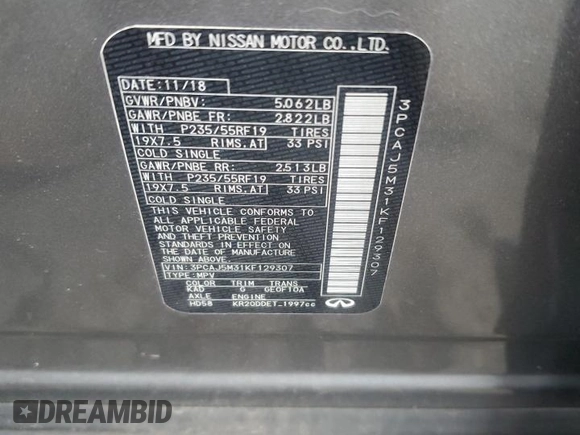 MFD BY NISSAN MOTOR CO.,LTD.
DATE:11/18
GVWR/PNBV: 5.062LB
GAWR/PNBE FR: 2.822LB
WITH P235/55RF19 TIRES
19X7.5 RIMS,AT 33 PSI
COLD SINGLE
GAWR/PNBE RR: 2.513LB
WITH P235/55RF19 TIRES
19X7.5 RIMS,AT 33 PSI
COLD SINGLE
THIS VEHICLE CONFORMS TO
ALL APPLICABLE FEDERAL
MOTOR VEHICLE SAFETY
AND THEFT PREVENTION
STANDARDS IN EFFECT ON
THE DATE OF MANUFACTURE
SHOWN ABOVE.
VIN: 3PCAJ5M31KF129307
TYPE:MPV
COLOR TRIM TRANS
KAD G GE0F10A
AXLE ENGINE
HD58 KR20DDET 1997cc
INFINITI
3PCAJ5M31KF129307
DREAMBID